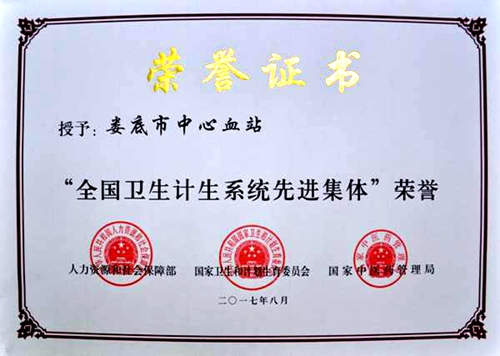 荣誉证书
授予：娄底市中心血站
“全国卫生计生系统先进集体”荣誉
人力资源和社会保障部 国家卫生和计划生育委员会 国家中医药管理局
二〇一七年八月